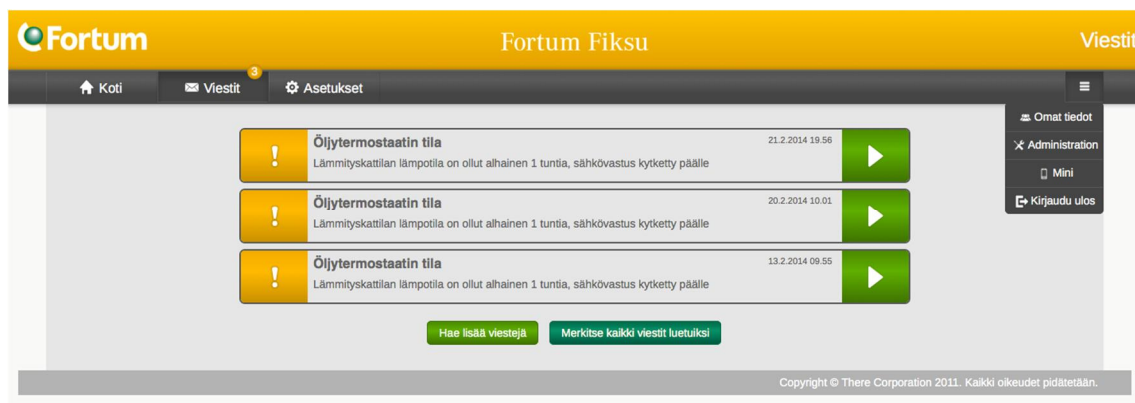 Fortum
Fortum Fiksu
Viestit
Koti
Viestit
3
Asetukset
Omat tiedot
Administration
Mini
Kirjaudu ulos
!
Öljytermostaatin tila
21.2.2014 19.56
Lämmityskattilan lämpotila on ollut alhainen 1 tuntia, sähkövastus kytketty päälle
!
Öljytermostaatin tila
20.2.2014 10.01
Lämmityskattilan lämpotila on ollut alhainen 1 tuntia, sähkövastus kytketty päälle
!
Öljytermostaatin tila
13.2.2014 09.55
Lämmityskattilan lämpotila on ollut alhainen 1 tuntia, sähkövastus kytketty päälle
Hae lisää viestejä
Merkitse kaikki viestit luetuiksi
Copyright © There Corporation 2011. Kaikki oikeudet pidätetään.